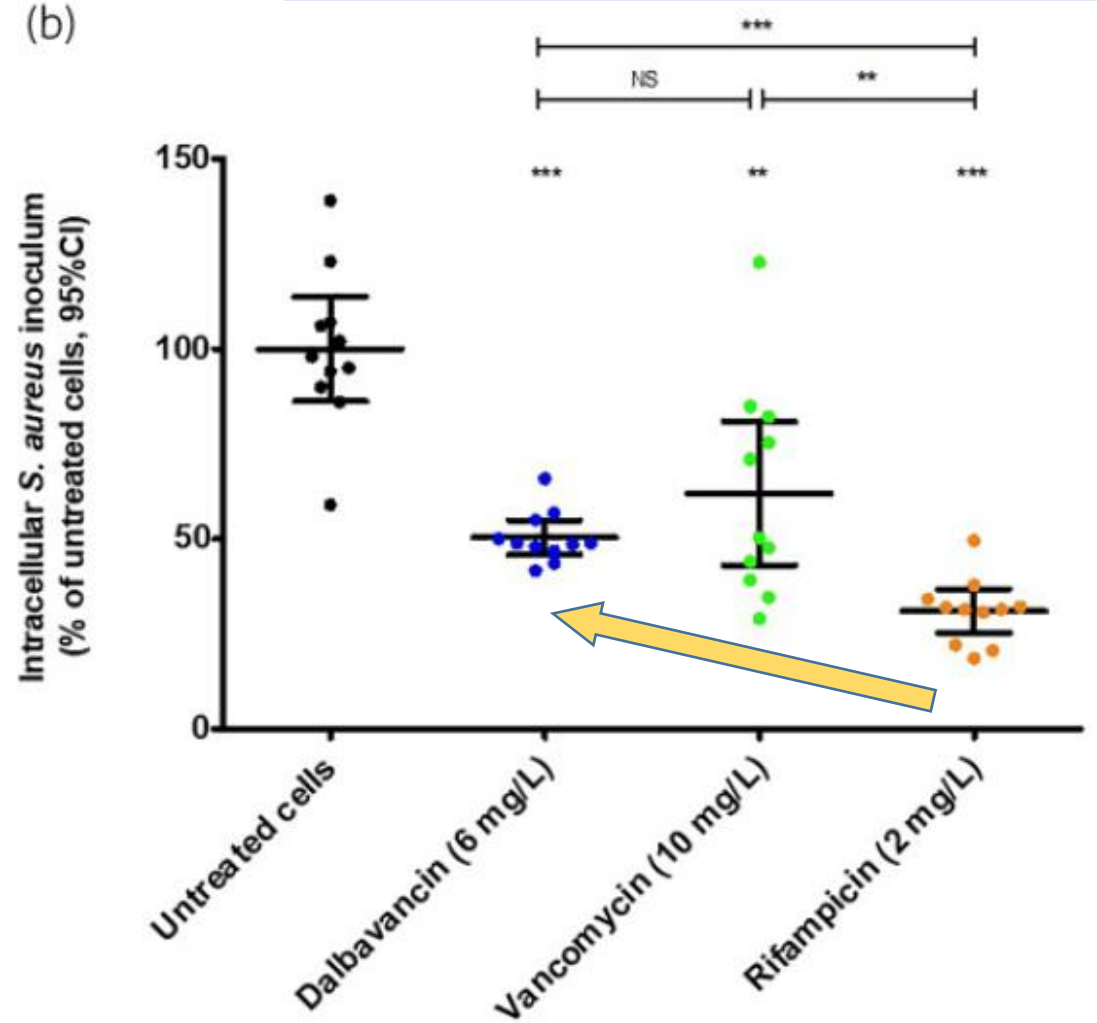 (b)
***
NS
**
150
***
**
***
100
50
0
Intracellular S. aureus inoculum
(% of untreated cells, 95%CI)
Untreated cells
Dalbavancin (6 mg/L)
Vancomycin (10 mg/L)
Rifampicin (2 mg/L)